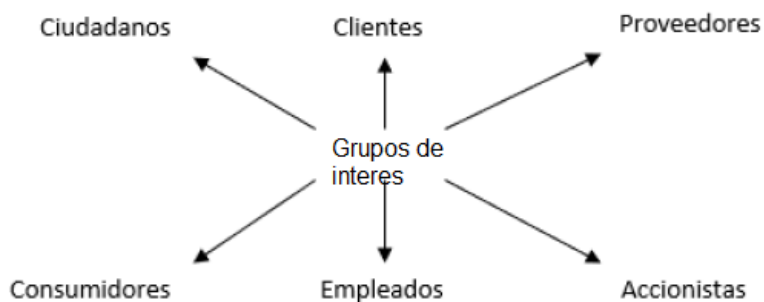 Ciudadanos
Clientes
Proveedores
Grupos de
interes
Consumidores
Empleados
Accionistas